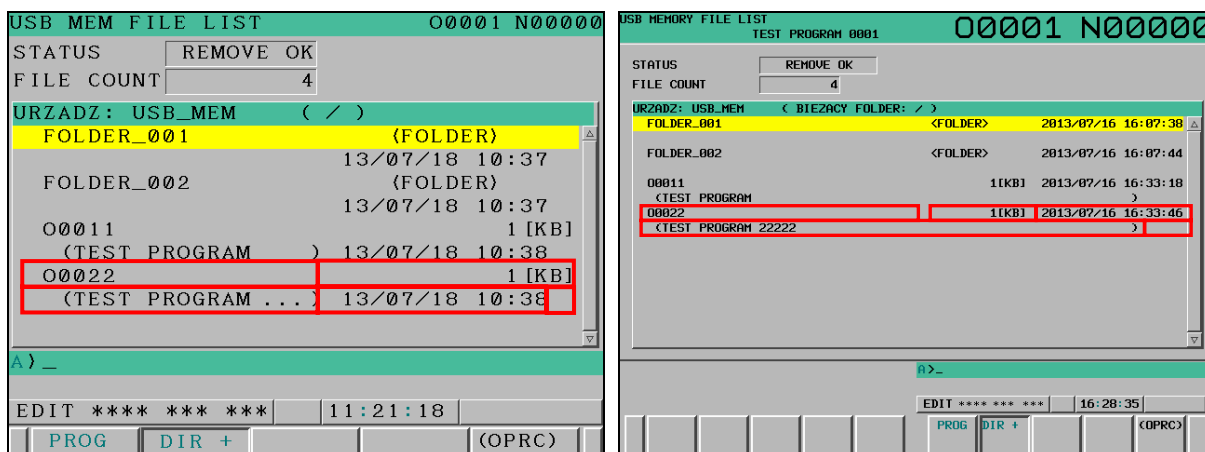 USB MEM FILE LIST O0001 N00000
STATUS REMOVE OK
FILE COUNT 4
URZADZ: USB_MEM ( / )
FOLDER_001 <FOLDER>
13/07/18 10:37
FOLDER_002 <FOLDER>
13/07/18 10:37
O0011 1 [KB]
(TEST PROGRAM ) 13/07/18 10:38
O0022 1 [KB]
(TEST PROGRAM ...) 13/07/18 10:38
A>_
EDIT **** *** *** 11:21:18
PROG DIR + (OPRC)
USB MEMORY FILE LIST O0001 N00000
TEST PROGRAM 0001
STATUS REMOVE OK
FILE COUNT 4
URZADZ: USB_MEM ( BIEZACY FOLDER: / )
FOLDER_001 <FOLDER> 2013/07/16 16:07:38
FOLDER_002 <FOLDER> 2013/07/16 16:07:44
O0011 1[KB] 2013/07/16 16:33:18
(TEST PROGRAM )
O0022 1[KB] 2013/07/16 16:33:46
(TEST PROGRAM 22222 )
A>_
EDIT **** *** *** 16:28:35
PROG DIR + (OPRC)